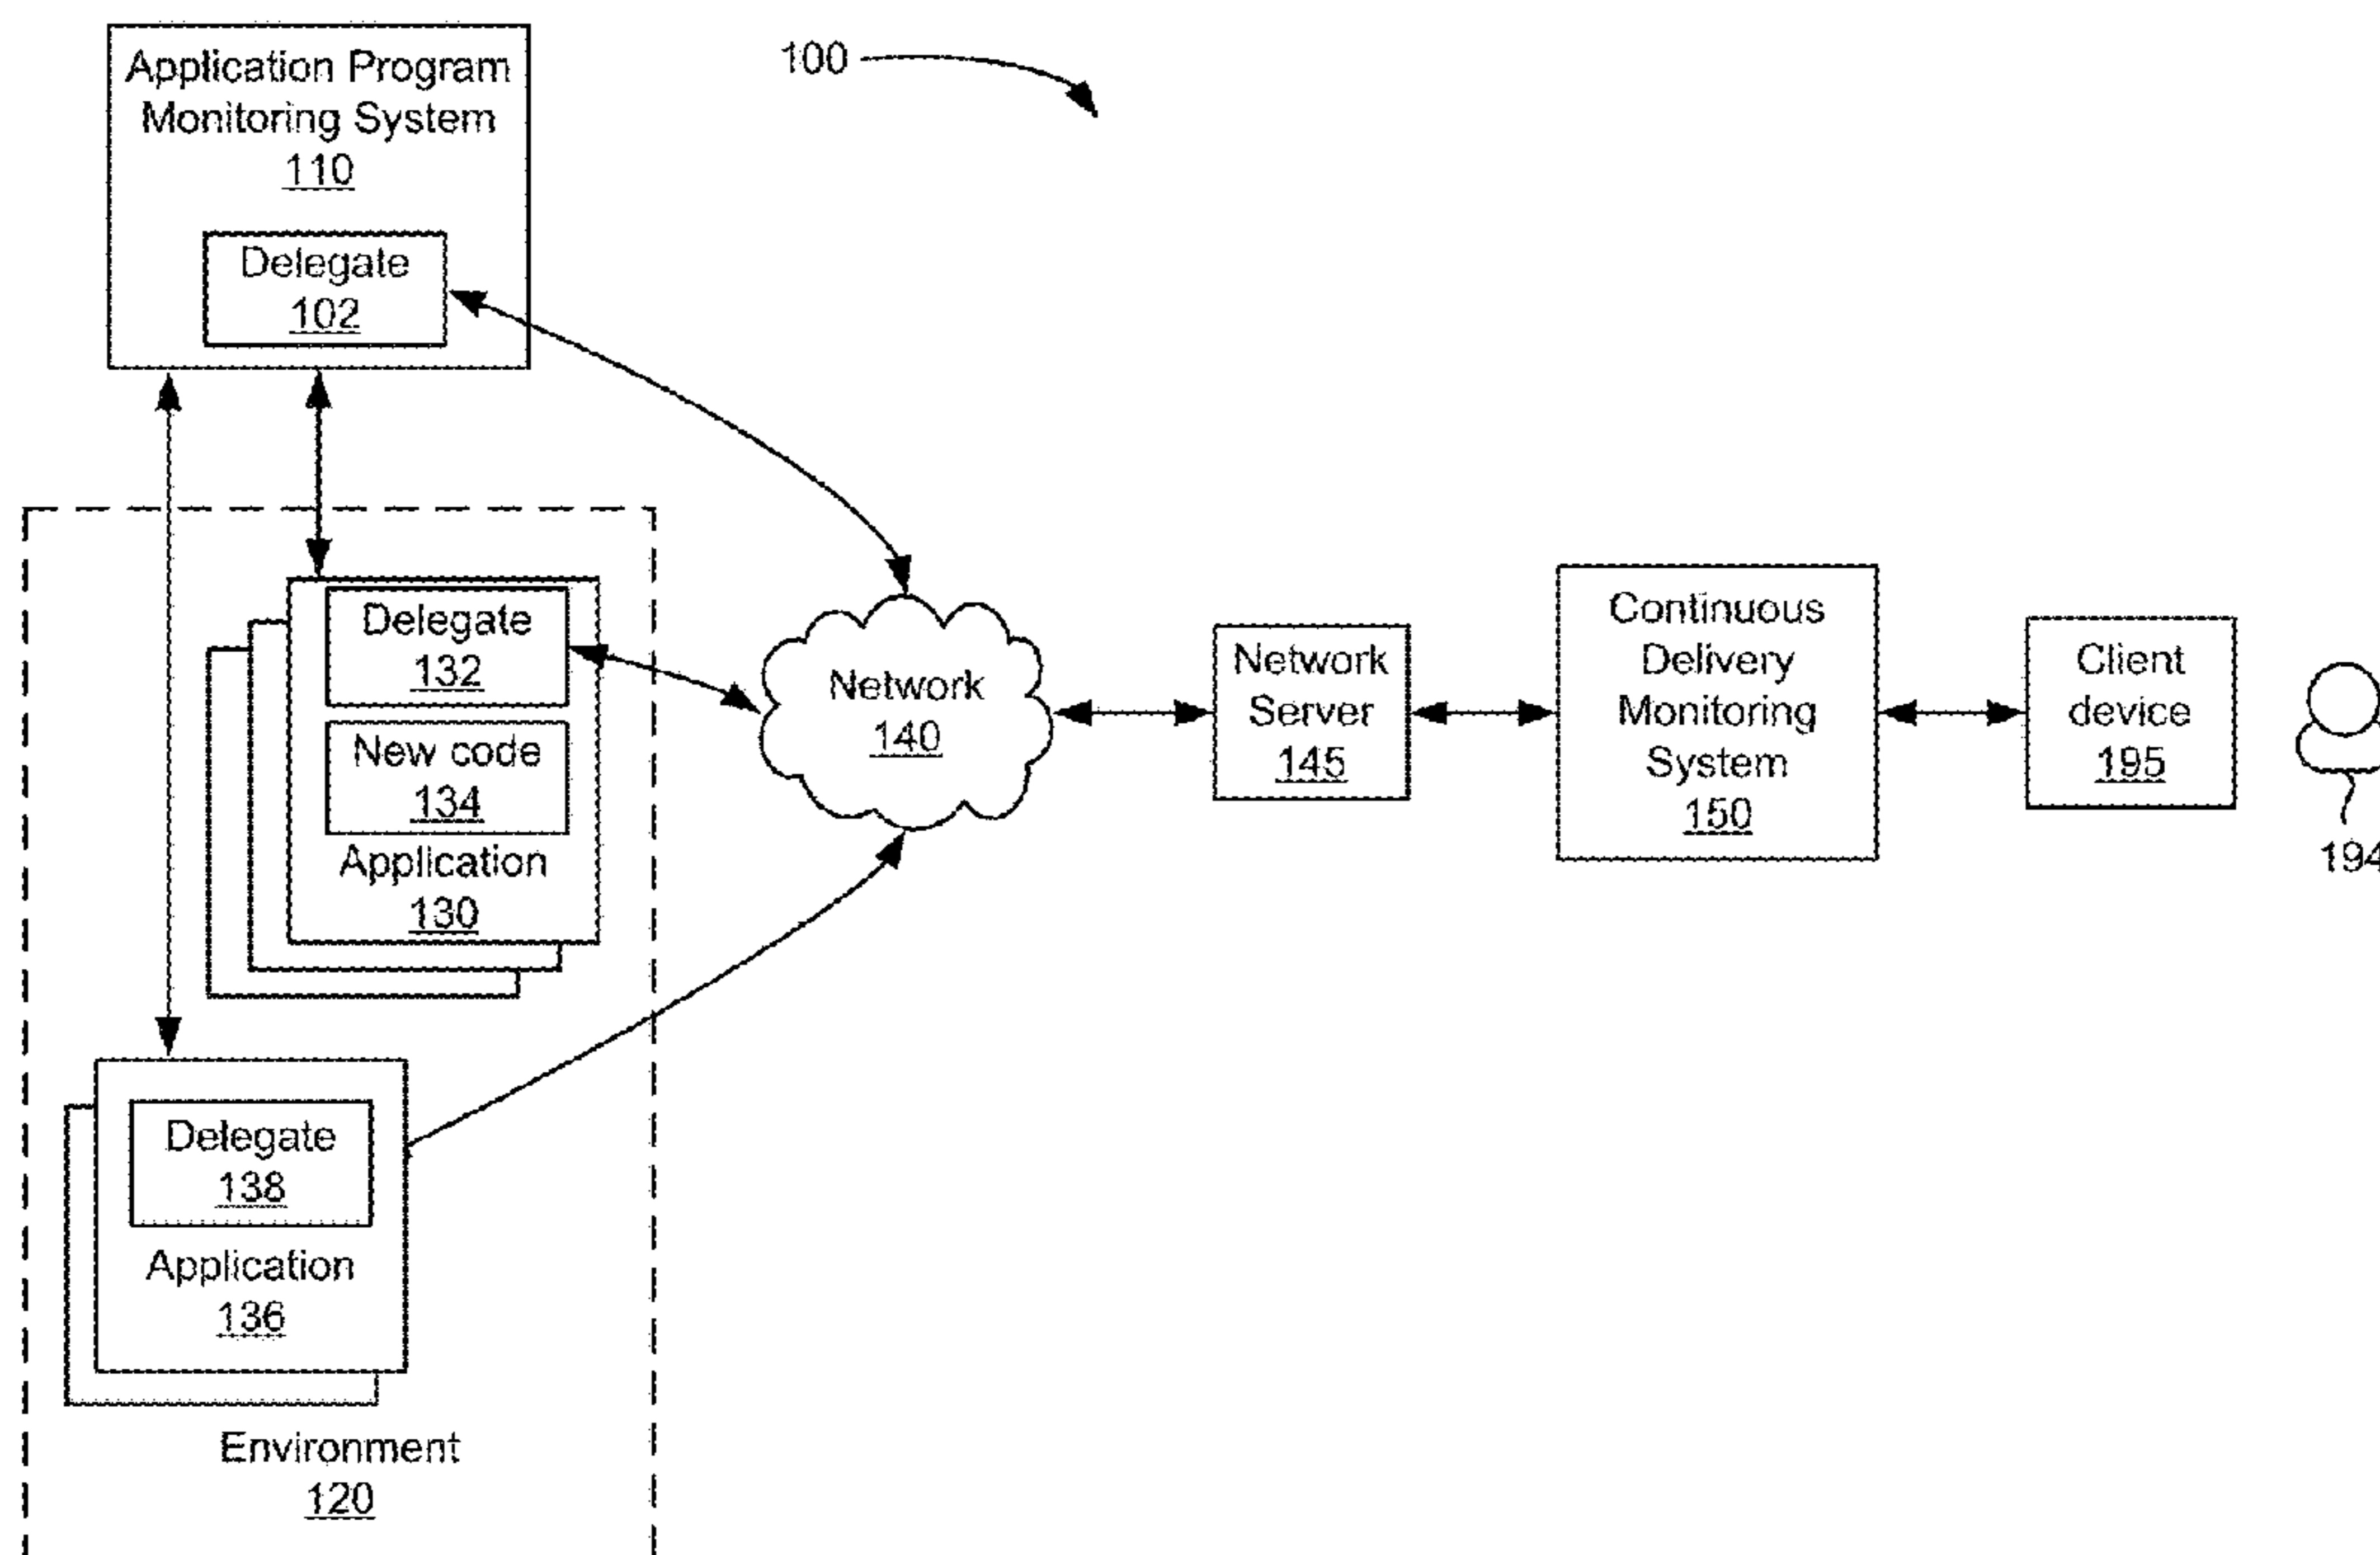 Application Program
Monitoring System
110
Delegate
102
100
Delegate
132
New code
134
Application
130
Delegate
138
Application
136
Environment
120
Network
140
Network
Server
145
Continuous
Delivery
Monitoring
System
150
Client
device
195
194